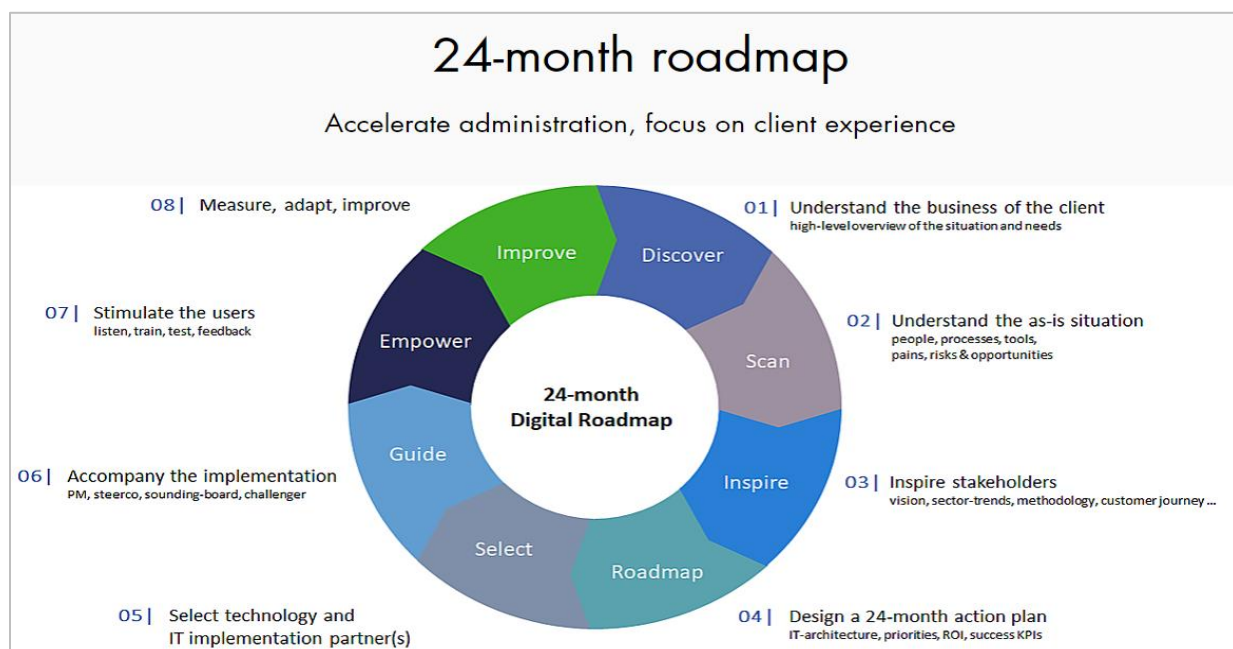 24-month roadmap
Accelerate administration, focus on client experience
01| Understand the business of the client
high-level overview of the situation and needs
02| Understand the as-is situation
people, processes, tools,
pains, risks & opportunities
03| Inspire stakeholders
vision, sector-trends, methodology, customer journey ...
04| Design a 24-month action plan
IT-architecture, priorities, ROI, success KPIs
05| Select technology and
IT implementation partner(s)
06| Accompany the implementation
PM, steerco, sounding-board, challenger
07| Stimulate the users
listen, train, test, feedback
08| Measure, adapt, improve
Discover
Scan
Inspire
Roadmap
Select
Guide
Empower
Improve
24-month
Digital Roadmap